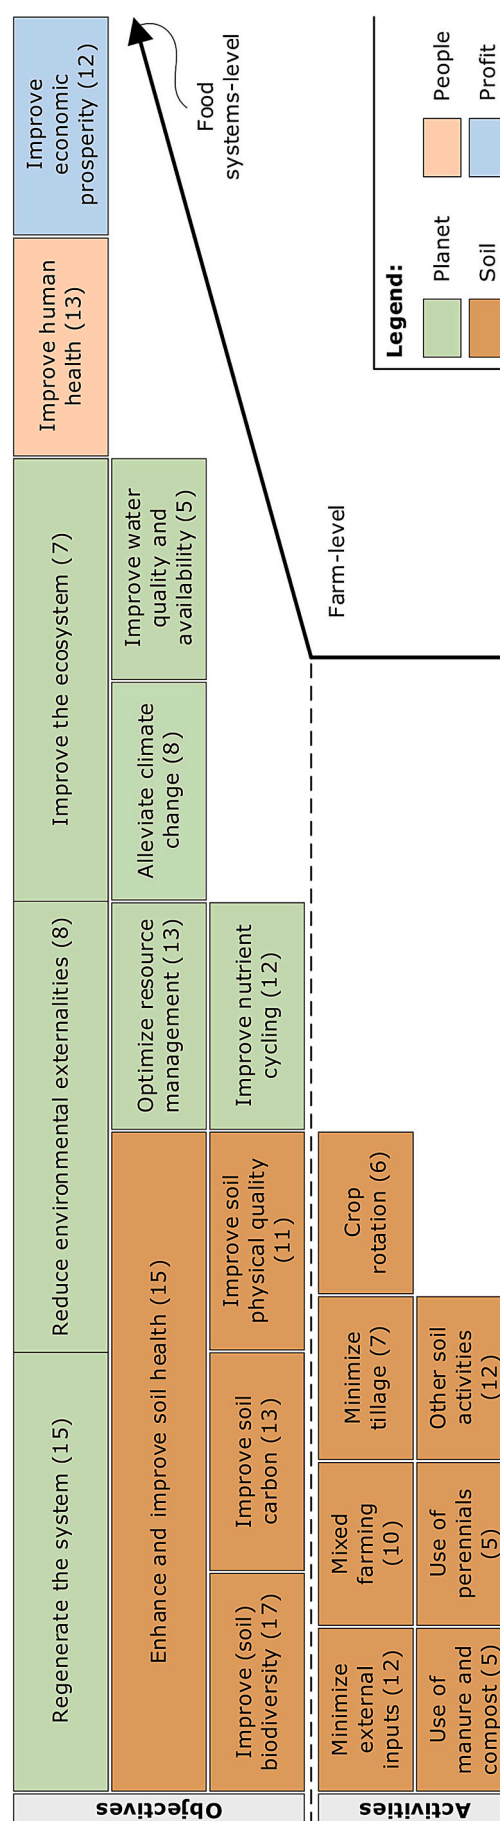 Objectives
Regenerate the system (15)
Reduce environmental externalities (8)
Improve the ecosystem (7)
Improve human
health (13)
Improve
economic
prosperity (12)
Enhance and improve soil health (15)
Optimize resource
management (13)
Alleviate climate
change (8)
Improve water
quality and
availability (5)
Improve (soil)
biodiversity (17)
Improve soil
carbon (13)
Improve soil
physical quality
(11)
Improve nutrient
cycling (12)
Food
systems-level
Activities
Minimize
external
inputs (12)
Mixed
farming
(10)
Minimize
tillage (7)
Crop
rotation (6)
Farm-level
Use of
manure and
compost (5)
Use of
perennials
(5)
Other soil
activities
(12)
Legend:
Planet
People
Soil
Profit